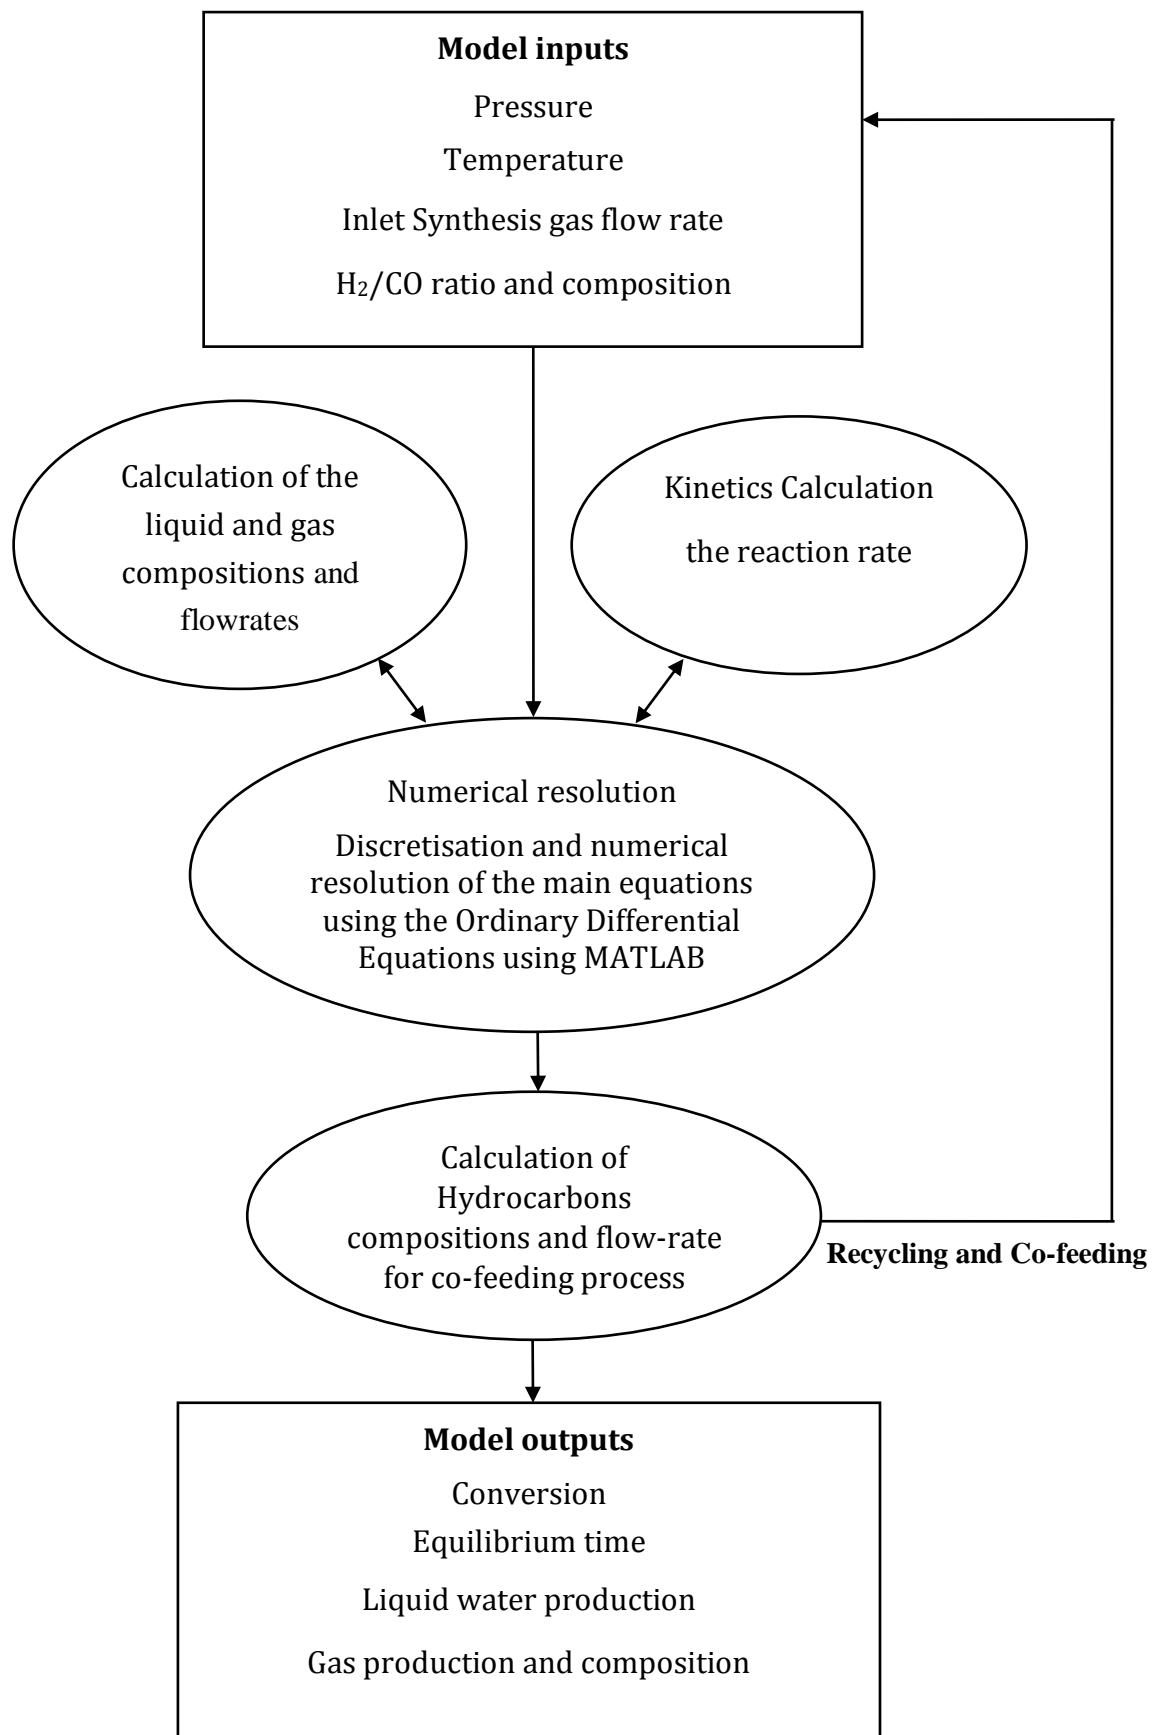 Model inputs
Pressure
Temperature
Inlet Synthesis gas flow rate
H₂/CO ratio and composition
Calculation of the
liquid and gas
compositions and
flowrates
Kinetics Calculation
the reaction rate
Numerical resolution
Discretisation and numerical
resolution of the main equations
using the Ordinary Differential
Equations using MATLAB
Calculation of
Hydrocarbons
compositions and flow-rate
for co-feeding process
Recycling and Co-feeding
Model outputs
Conversion
Equilibrium time
Liquid water production
Gas production and composition